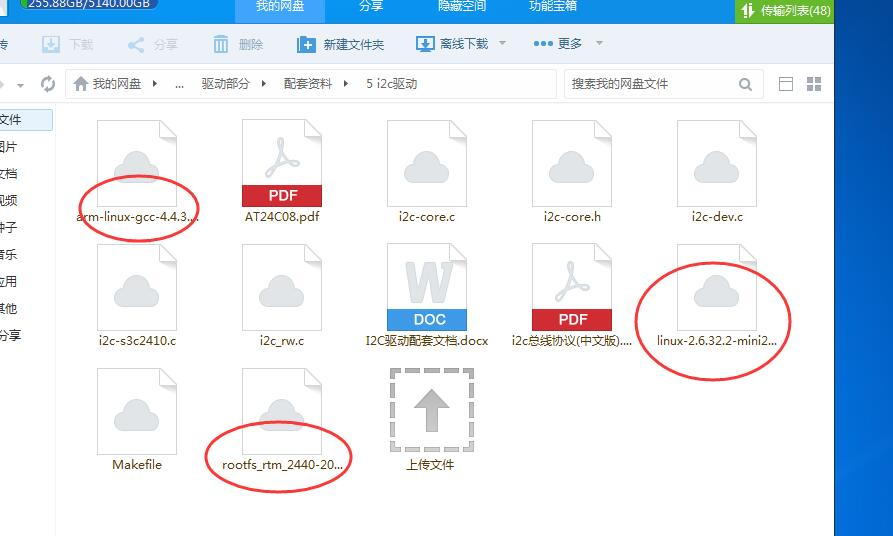 255.88GB/5140.00GB
我的网盘 分享 隐藏空间 功能宝箱
传输列表(48)
传 下载 分享 删除 新建文件夹 离线下载 更多
我的网盘 ... 驱动部分 配套资料 5 i2c驱动 搜索我的网盘文件
文件
图片
文档
视频
种子
音乐
应用
其他
分享
PDF
arm-linux-gcc-4.4.3... AT24C08.pdf i2c-core.c i2c-core.h i2c-dev.c
DOC PDF
i2c-s3c2410.c i2c_rw.c I2C驱动配套文档.docx i2c总线协议(中文版).... linux-2.6.32.2-mini2...
Makefile rootfs_rtm_2440-20... 上传文件